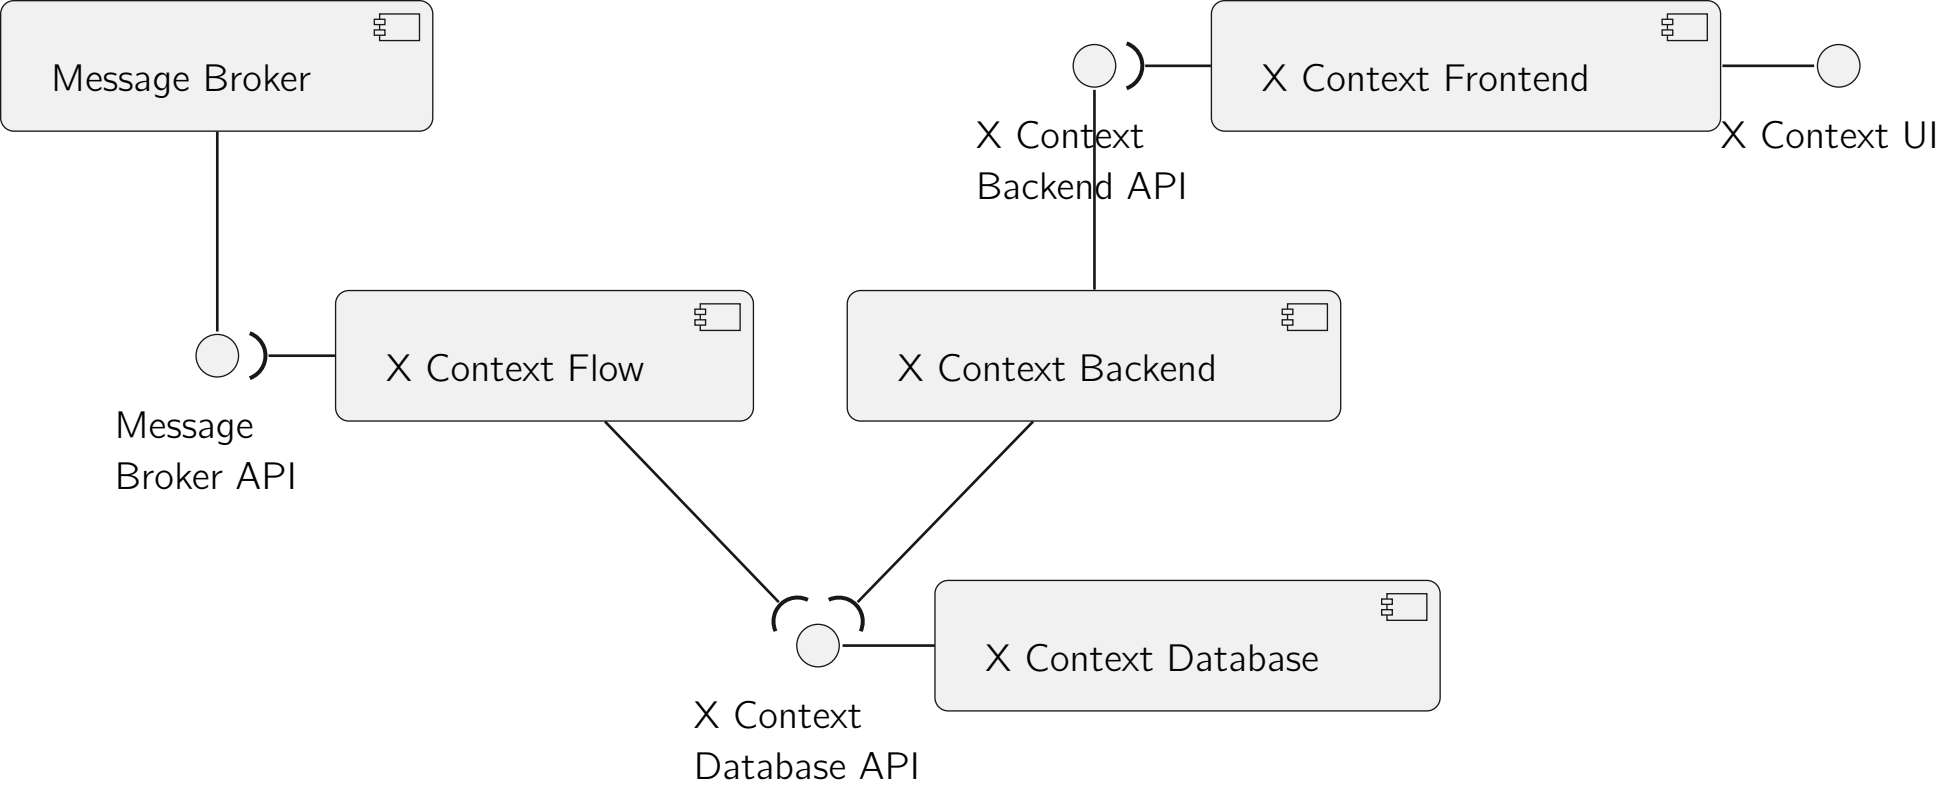 Message Broker
X Context Frontend
X Context
Backend API
X Context UI
X Context Flow
X Context Backend
Message
Broker API
X Context Database
X Context
Database API